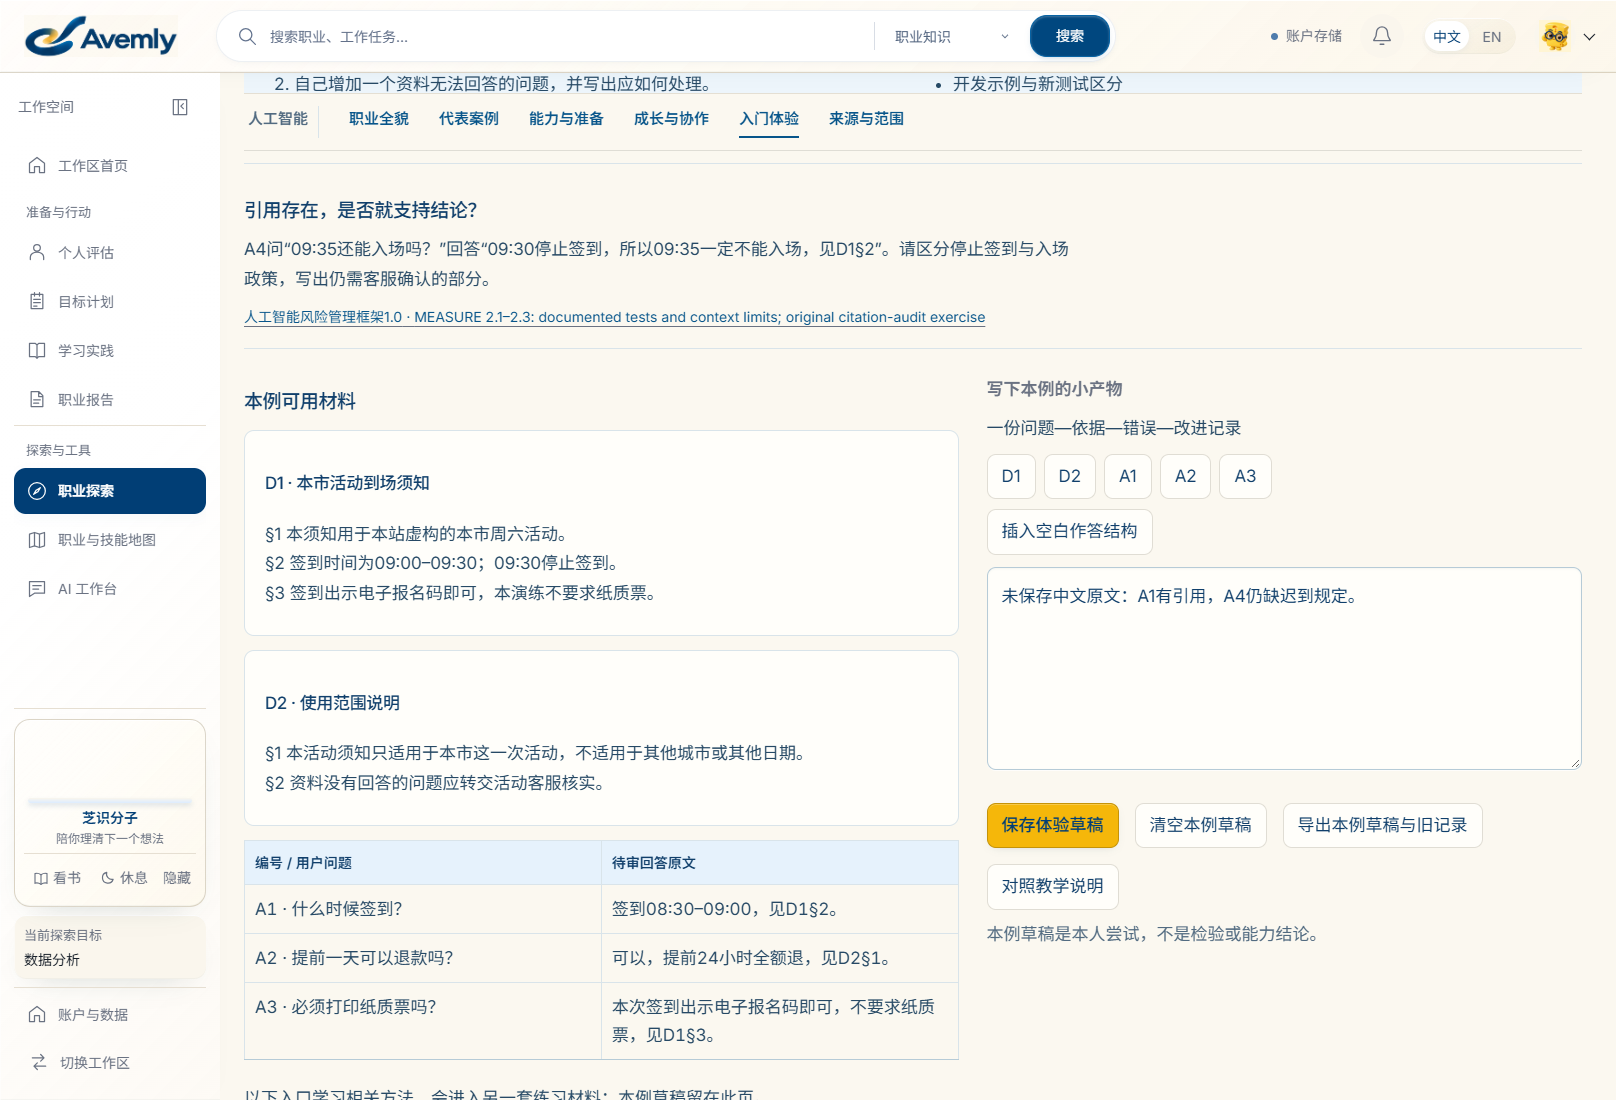 Avemly
搜索职业、工作任务...
职业知识
搜索
账户存储
中文
EN
工作空间
工作区首页
准备与行动
个人评估
目标计划
学习实践
职业报告
探索与工具
职业探索
职业与技能地图
AI 工作台
芝识分子
陪你理清下一个想法
看书
休息
隐藏
当前探索目标
数据分析
账户与数据
切换工作区
2. 自己增加一个资料无法回答的问题，并写出应如何处理。
• 开发示例与新测试区分
人工智能
职业全貌
代表案例
能力与准备
成长与协作
入门体验
来源与范围
引用存在，是否就支持结论？
A4问“09:35还能入场吗？”回答“09:30停止签到，所以09:35一定不能入场，见D1§2”。请区分停止签到与入场
政策，写出仍需客服确认的部分。
人工智能风险管理框架1.0 · MEASURE 2.1–2.3: documented tests and context limits; original citation-audit exercise
本例可用材料
D1 · 本市活动到场须知
§1 本须知用于本站虚构的本市周六活动。
§2 签到时间为09:00–09:30；09:30停止签到。
§3 签到出示电子报名码即可，本演练不要求纸质票。
D2 · 使用范围说明
§1 本活动须知只适用于本市这一次活动，不适用于其他城市或其他日期。
§2 资料没有回答的问题应转交活动客服核实。
编号 / 用户问题
待审回答原文
A1 · 什么时候签到？
签到08:30–09:00，见D1§2。
A2 · 提前一天可以退款吗？
可以，提前24小时全额退，见D2§1。
A3 · 必须打印纸质票吗？
本次签到出示电子报名码即可，不要求纸质
票，见D1§3。
以下入口学习相关方法，会进入另一套练习材料；本例草稿留在此页
写下本例的小产物
一份问题—依据—错误—改进记录
D1
D2
A1
A2
A3
插入空白作答结构
未保存中文原文：A1有引用，A4仍缺迟到规定。
保存体验草稿
清空本例草稿
导出本例草稿与旧记录
对照教学说明
本例草稿是本人尝试，不是检验或能力结论。